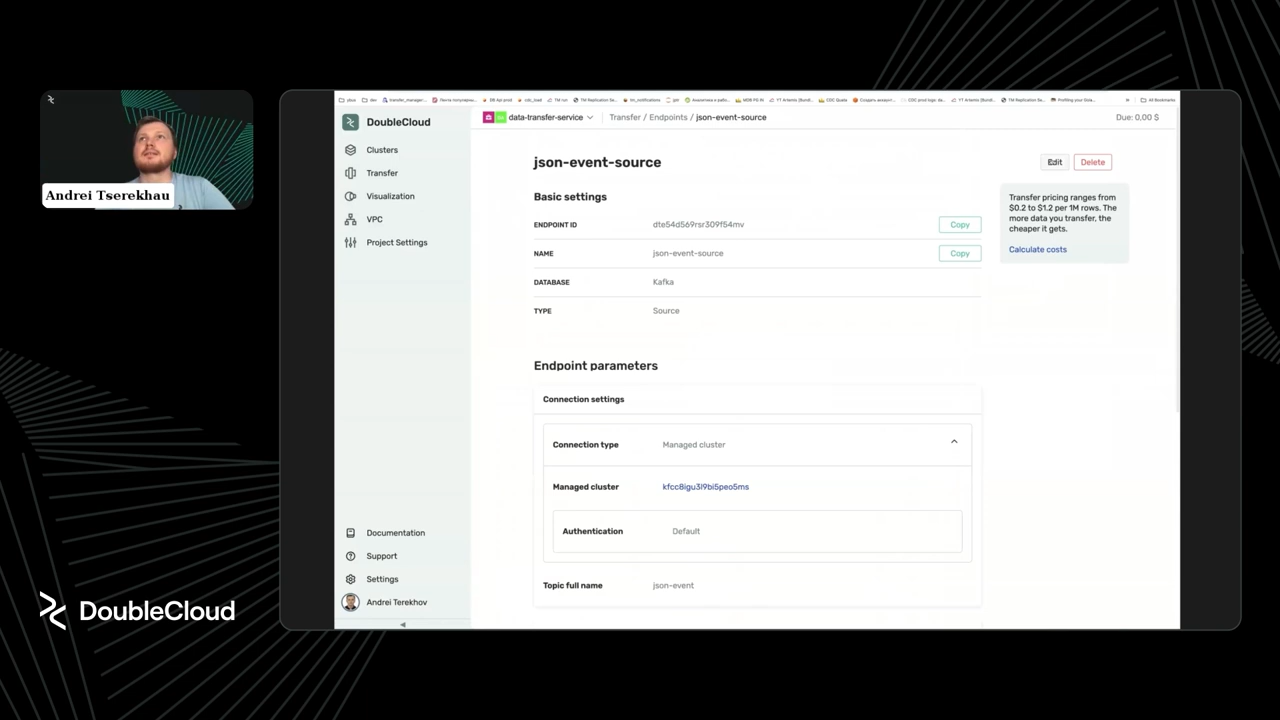 Andrei Tserekhau
DoubleCloud
DoubleCloud
Clusters
Transfer
Visualization
VPC
Project Settings
Documentation
Support
Settings
Andrei Terekhov
All Bookmarks
data-transfer-service
Transfer / Endpoints / json-event-source
Due: 0,00 $
json-event-source
Edit
Delete
Basic settings
ENDPOINT ID dte54d569rsr309f54mv Copy
NAME json-event-source Copy
DATABASE Kafka
TYPE Source
Transfer pricing ranges from
$0.2 to $1.2 per 1M rows. The
more data you transfer, the
cheaper it gets.
Calculate costs
Endpoint parameters
Connection settings
Connection type Managed cluster
Managed cluster kfcc8igu3l9bi5peo5ms
Authentication Default
Topic full name json-event